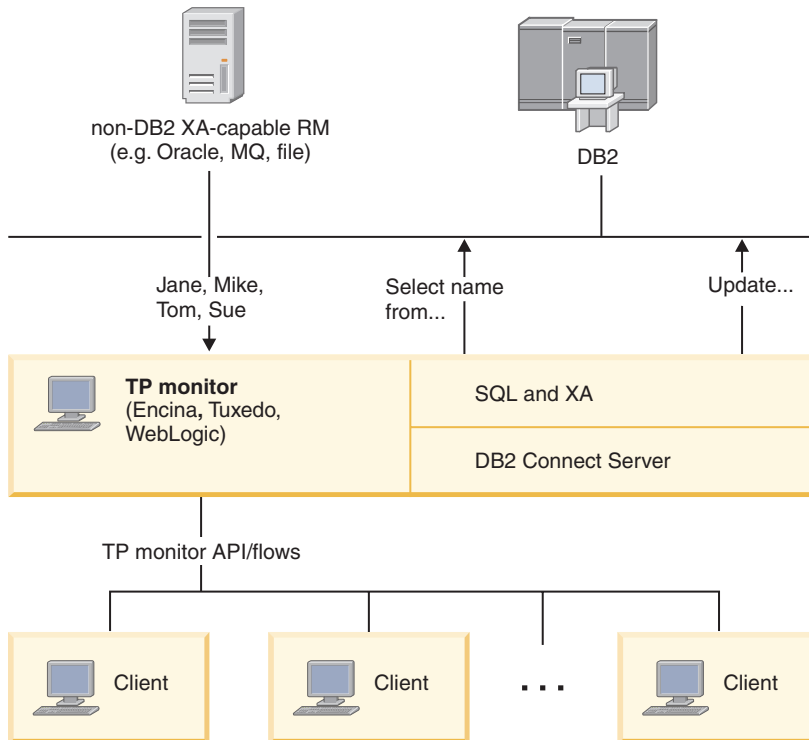 non-DB2 XA-capable RM
(e.g. Oracle, MQ, file)
DB2
Jane, Mike,
Tom, Sue
Select name
from...
Update...
TP monitor
(Encina, Tuxedo,
WebLogic)
SQL and XA
DB2 Connect Server
TP monitor API/flows
Client
Client
...
Client